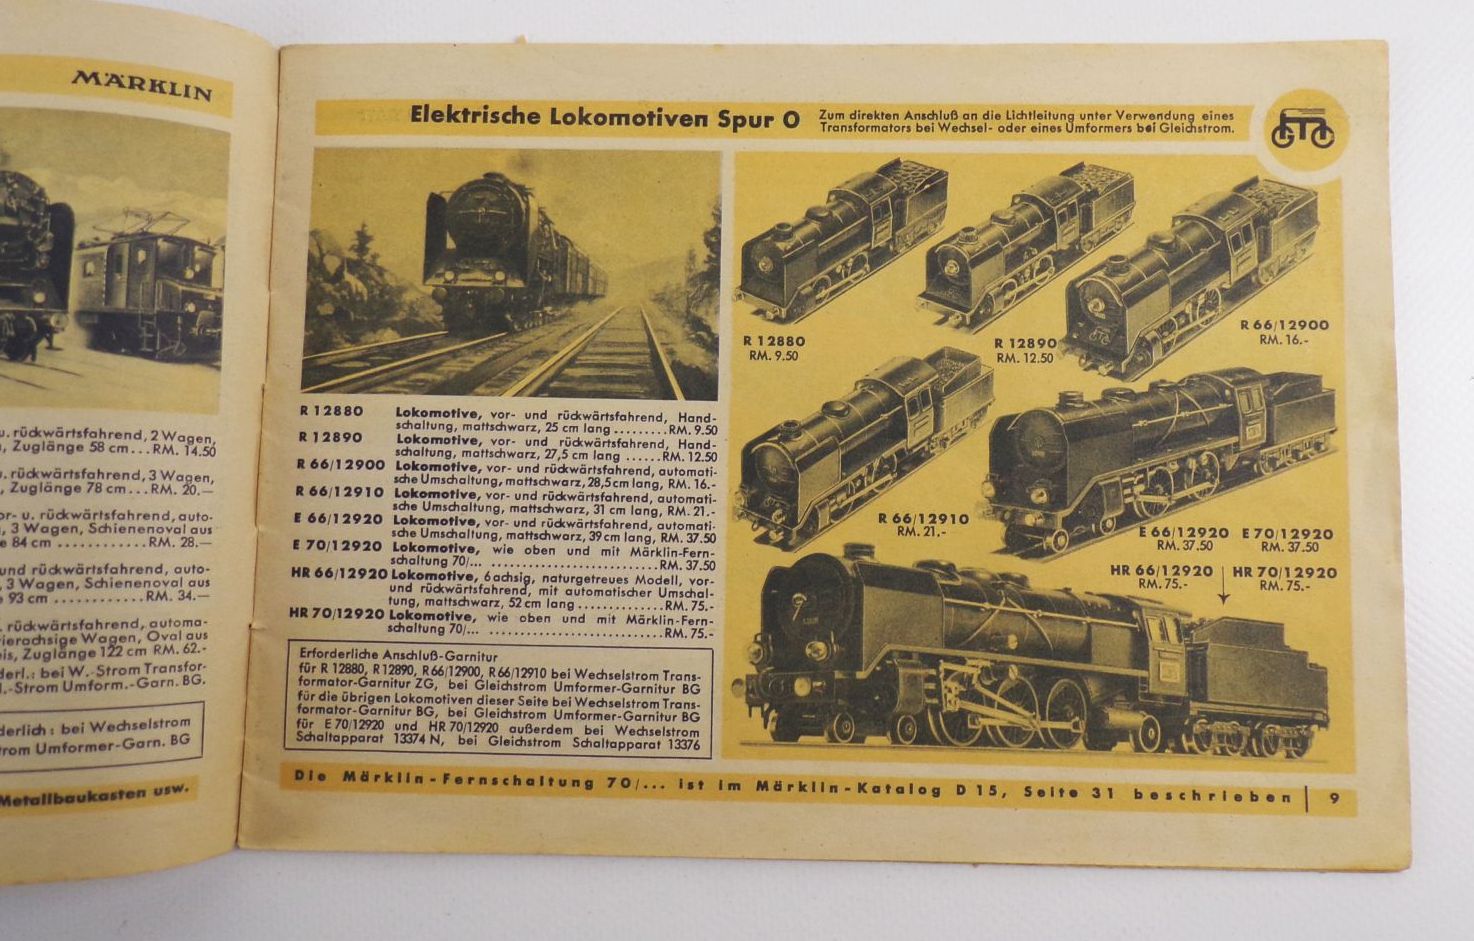 MÄRKLIN
u. rückwärtsfahrend, 2 Wagen,
, Zuglänge 58 cm...RM. 14.50
u. rückwärtsfahrend, 3 Wagen,
, Zuglänge 78 cm...RM. 20.—
or- u. rückwärtsfahrend, auto-
, 3 Wagen, Schienenoval aus
e 84 cm ............RM. 28.—
und rückwärtsfahrend, auto-
, 3 Wagen, Schienenoval aus
e 93 cm ............RM. 34.—
. rückwärtsfahrend, automa-
vierachsige Wagen, Oval aus
eis, Zuglänge 122 cm RM. 62.-
derl.: bei W.-Strom Transfor-
l.-Strom Umform.-Garn. BG.
derlich: bei Wechselstrom
trom Umformer-Garn. BG
Metallbaukasten usw.
Elektrische Lokomotiven Spur O
Zum direkten Anschluß an die Lichtleitung unter Verwendung eines
Transformators bei Wechsel- oder eines Umformers bei Gleichstrom.
R 12880 Lokomotive, vor- und rückwärtsfahrend, Hand-
schaltung, mattschwarz, 25 cm lang .........RM. 9.50
R 12890 Lokomotive, vor- und rückwärtsfahrend, Hand-
schaltung, mattschwarz, 27,5 cm lang ......RM. 12.50
R 66/12900 Lokomotive, vor- und rückwärtsfahrend, automati-
sche Umschaltung, mattschwarz, 28,5 cm lang, RM. 16.-
R 66/12910 Lokomotive, vor- und rückwärtsfahrend, automati-
sche Umschaltung, mattschwarz, 31 cm lang, RM. 21.-
E 66/12920 Lokomotive, vor- und rückwärtsfahrend, automati-
sche Umschaltung, mattschwarz, 39 cm lang, RM. 37.50
E 70/12920 Lokomotive, wie oben und mit Märklin-Fern-
schaltung 70/... ..........................RM. 37.50
HR 66/12920 Lokomotive, 6achsig, naturgetreues Modell, vor-
und rückwärtsfahrend, mit automatischer Umschal-
tung, mattschwarz, 52 cm lang .............RM. 75.-
HR 70/12920 Lokomotive, wie oben und mit Märklin-Fern-
schaltung 70/... ..........................RM. 75.-
Erforderliche Anschluß-Garnitur
für R 12880, R 12890, R 66/12900, R 66/12910 bei Wechselstrom Trans-
formator-Garnitur ZG, bei Gleichstrom Umformer-Garnitur BG
für die übrigen Lokomotiven dieser Seite bei Wechselstrom Trans-
formator-Garnitur BG, bei Gleichstrom Umformer-Garnitur BG
für E 70/12920 und HR 70/12920 außerdem bei Wechselstrom
Schaltapparat 13374 N, bei Gleichstrom Schaltapparat 13376
R 12880
RM. 9.50
R 12890
RM. 12.50
R 66/12900
RM. 16.-
R 66/12910
RM. 21.-
E 66/12920 E 70/12920
RM. 37.50 RM. 37.50
HR 66/12920 HR 70/12920
RM. 75.- RM. 75.-
Die Märklin-Fernschaltung 70/... ist im Märklin-Katalog D 15, Seite 31 beschrieben | 9